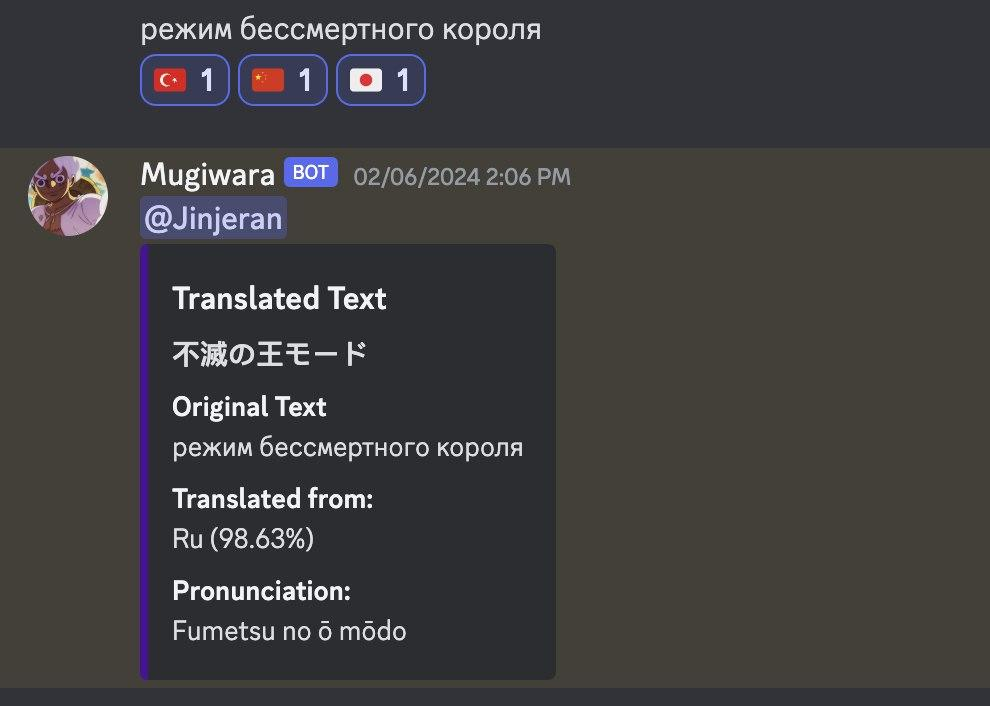 режим бессмертного короля
1 1 1
Mugiwara BOT 02/06/2024 2:06 PM
@Jinjeran
Translated Text
不滅の王モード
Original Text
режим бессмертного короля
Translated from:
Ru (98.63%)
Pronunciation:
Fumetsu no ō mōdo